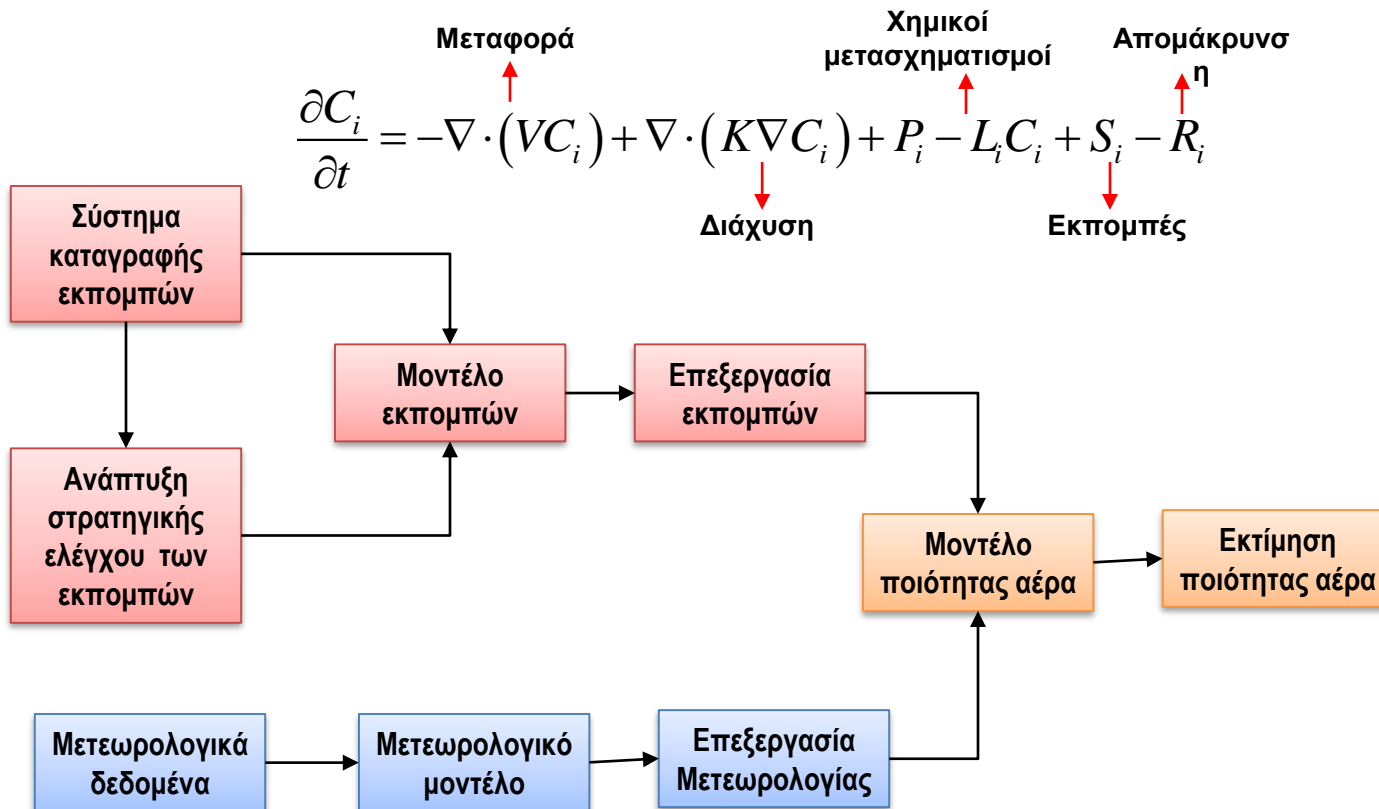 Μεταφορά
Χημικοί
μετασχηματισμοί
Απομάκρυνσ
η
∂C_i/∂t = −∇·(VC_i) + ∇·(K∇C_i) + P_i − L_iC_i + S_i − R_i
Διάχυση
Εκπομπές
Σύστημα
καταγραφής
εκπομπών
Μοντέλο
εκπομπών
Επεξεργασία
εκπομπών
Ανάπτυξη
στρατηγικής
ελέγχου των
εκπομπών
Μοντέλο
ποιότητας αέρα
Εκτίμηση
ποιότητας αέρα
Μετεωρολογικά
δεδομένα
Μετεωρολογικό
μοντέλο
Επεξεργασία
Μετεωρολογίας